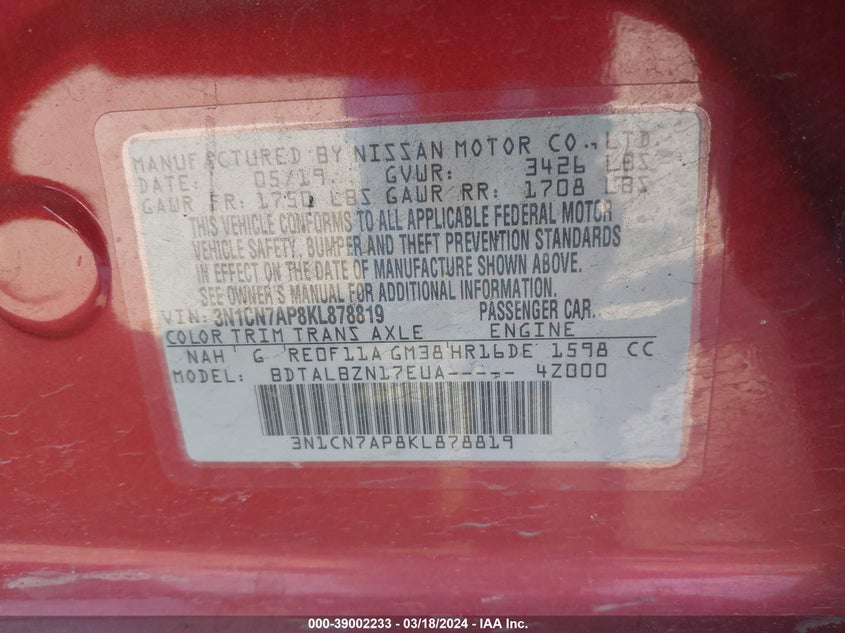 MANUFACTURED BY NISSAN MOTOR CO., LTD.
DATE: 05/19 GVWR: 3426 LBS
GAWR FR: 1750 LBS GAWR RR: 1708 LBS
THIS VEHICLE CONFORMS TO ALL APPLICABLE FEDERAL MOTOR
VEHICLE SAFETY, BUMPER AND THEFT PREVENTION STANDARDS
IN EFFECT ON THE DATE OF MANUFACTURE SHOWN ABOVE.
SEE OWNER'S MANUAL FOR ADDITIONAL INFORMATION.
VIN: 3N1CN7AP8KL878819 PASSENGER CAR.
COLOR TRIM TRANS AXLE ENGINE
NAH G RE0F11A GM38 HR16DE 1598 CC
MODEL: BDTALBZN17EUA----- 4Z000
3N1CN7AP8KL878819
000-39002233 - 03/18/2024 - IAA Inc.